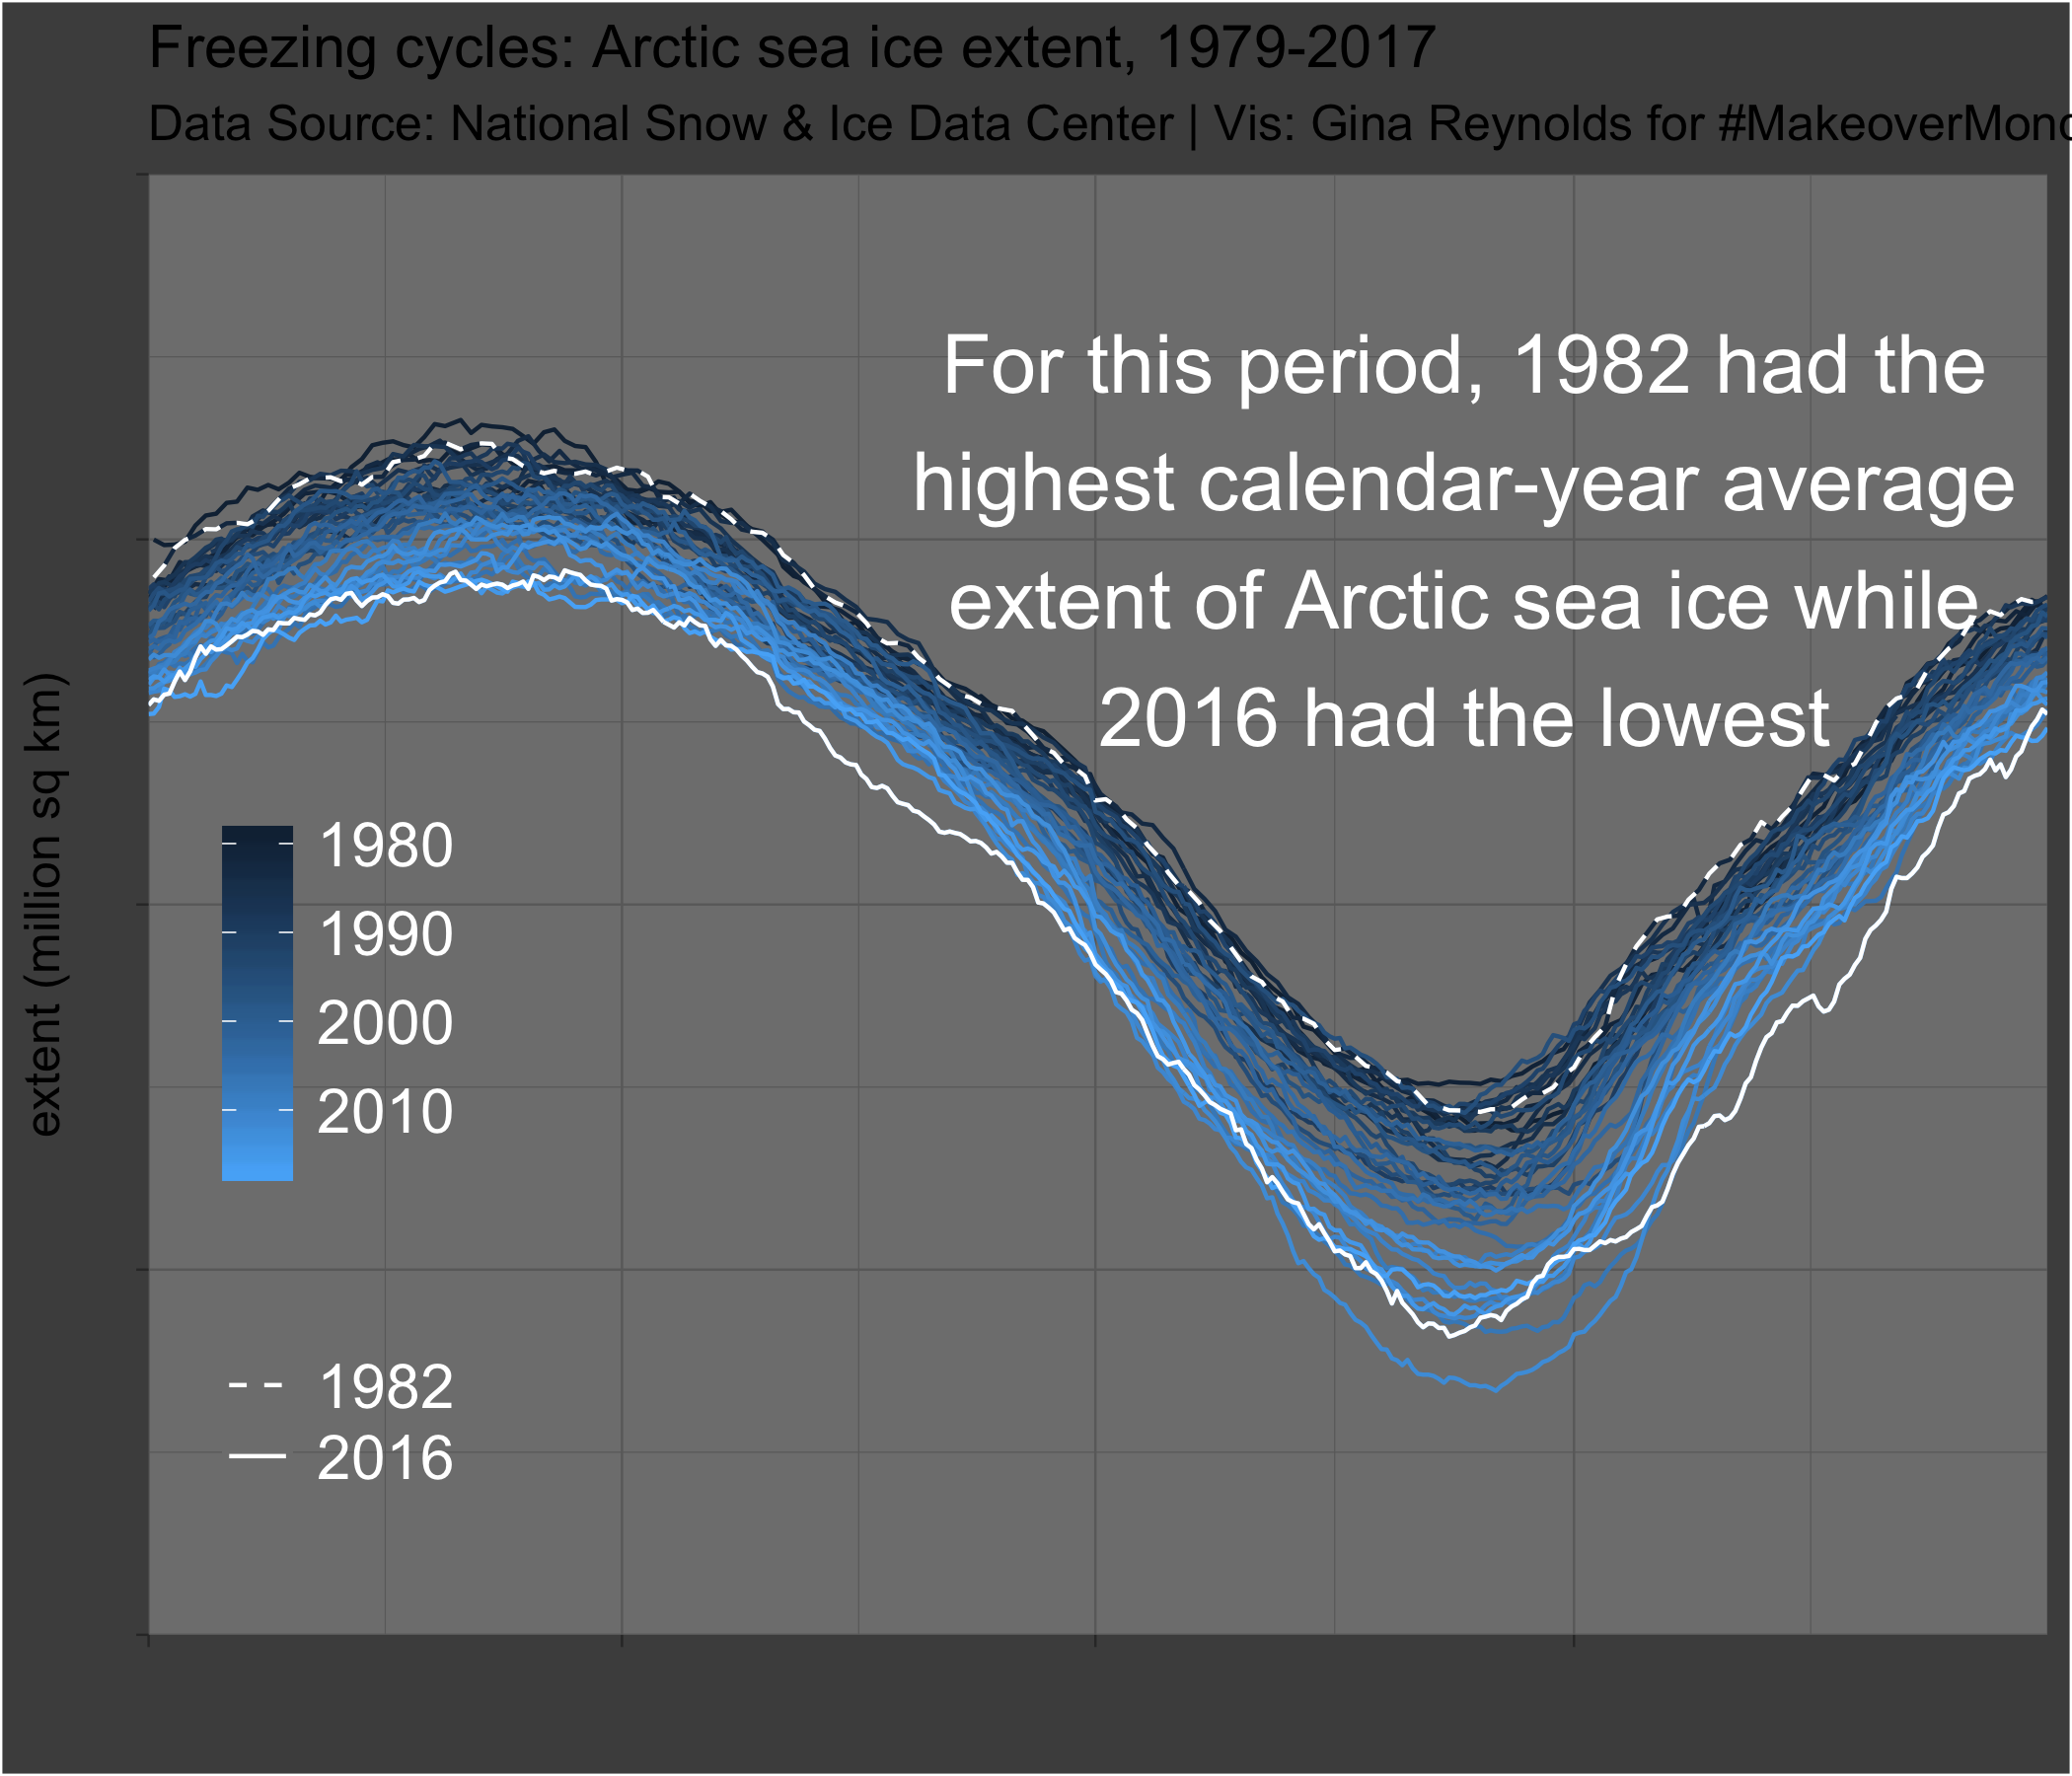 Freezing cycles: Arctic sea ice extent, 1979-2017
Data Source: National Snow & Ice Data Center | Vis: Gina Reynolds for #MakeoverMond
For this period, 1982 had the
highest calendar-year average
extent of Arctic sea ice while
2016 had the lowest
extent (million sq km)
1980
1990
2000
2010
1982
2016